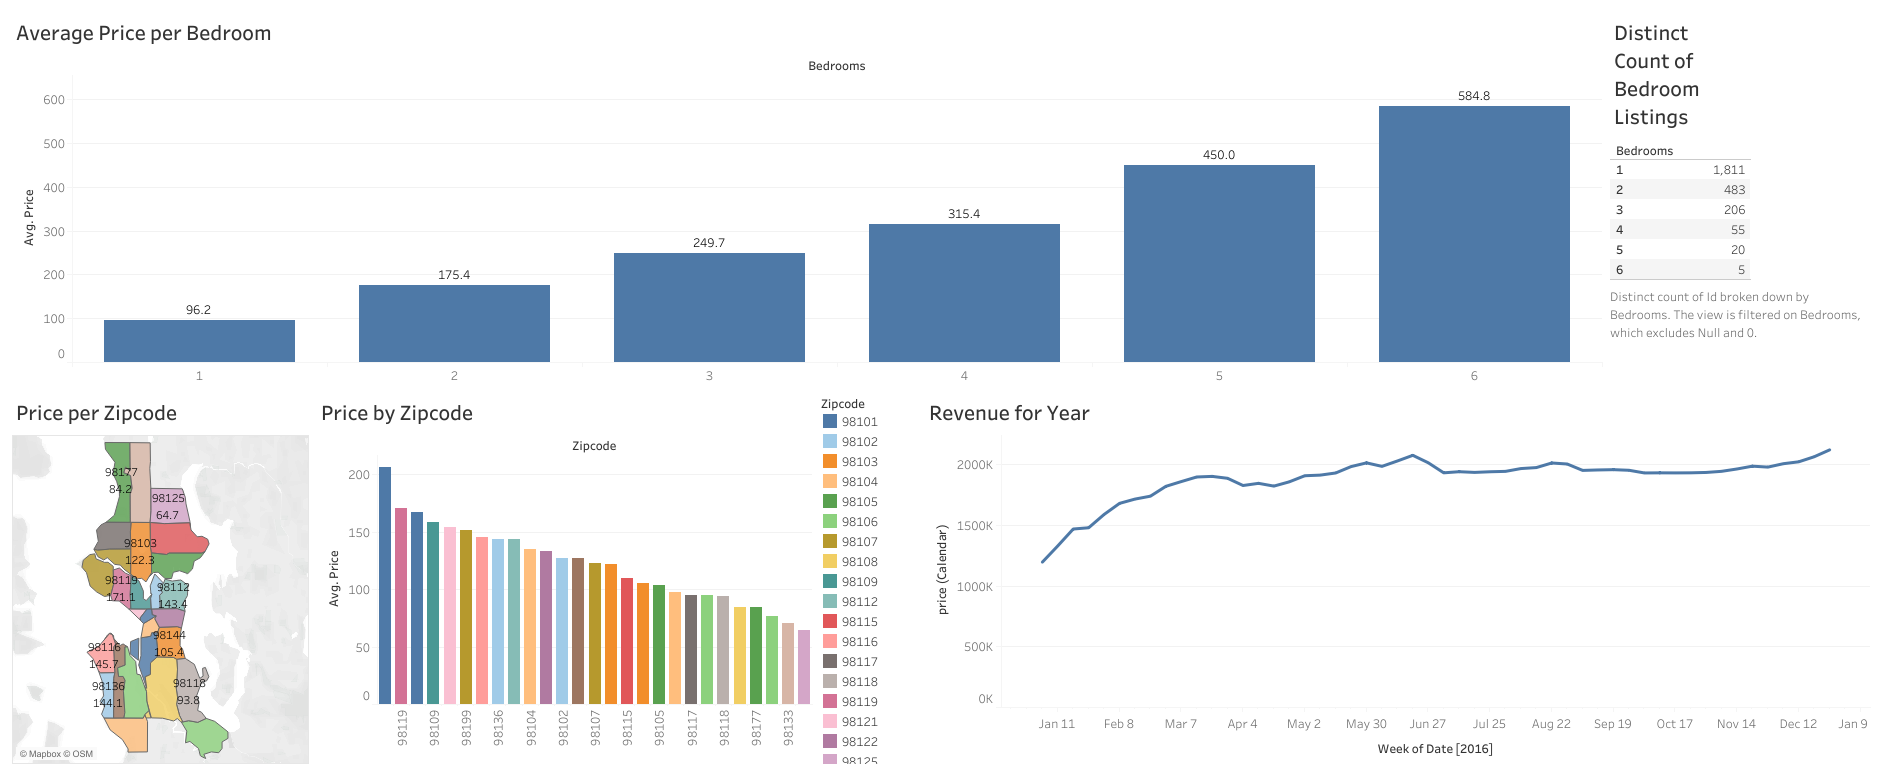 Average Price per Bedroom
Bedrooms
Avg. Price
600
500
400
300
200
100
0
96.2
175.4
249.7
315.4
450.0
584.8
1
2
3
4
5
6
Distinct
Count of
Bedroom
Listings
Bedrooms
1 1,811
2 483
3 206
4 55
5 20
6 5
Distinct count of Id broken down by
Bedrooms. The view is filtered on Bedrooms,
which excludes Null and 0.
Price per Zipcode
98177
84.2
98125
64.7
98103
122.3
98119
171.1
98112
143.4
98144
105.4
98116
145.7
98136
144.1
98118
93.8
© Mapbox © OSM
Price by Zipcode
Zipcode
Avg. Price
200
150
100
50
0
98119
98109
98199
98136
98104
98102
98107
98115
98105
98117
98118
98177
98133
Zipcode
98101
98102
98103
98104
98105
98106
98107
98108
98109
98112
98115
98116
98117
98118
98119
98121
98122
98125
Revenue for Year
price (Calendar)
2000K
1500K
1000K
500K
0K
Jan 11
Feb 8
Mar 7
Apr 4
May 2
May 30
Jun 27
Jul 25
Aug 22
Sep 19
Oct 17
Nov 14
Dec 12
Jan 9
Week of Date [2016]